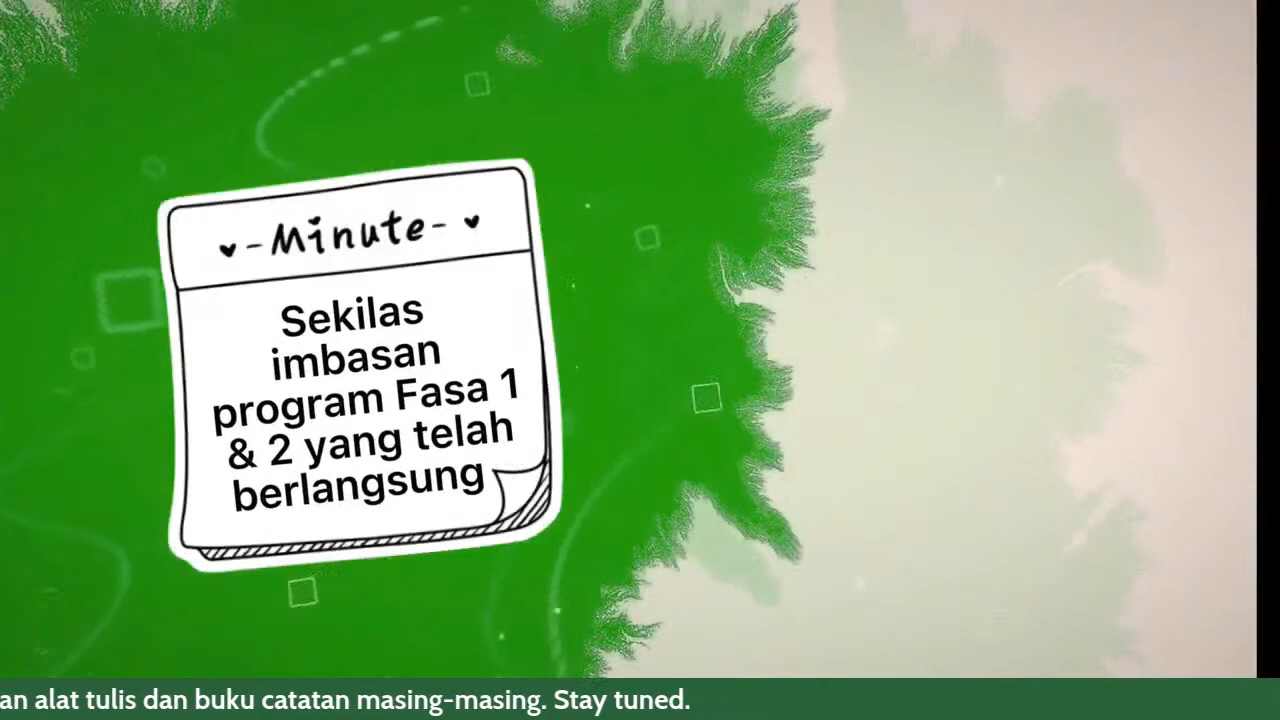 -Minute-
Sekilas
imbasan
program Fasa 1
& 2 yang telah
berlangsung
an alat tulis dan buku catatan masing-masing. Stay tuned.